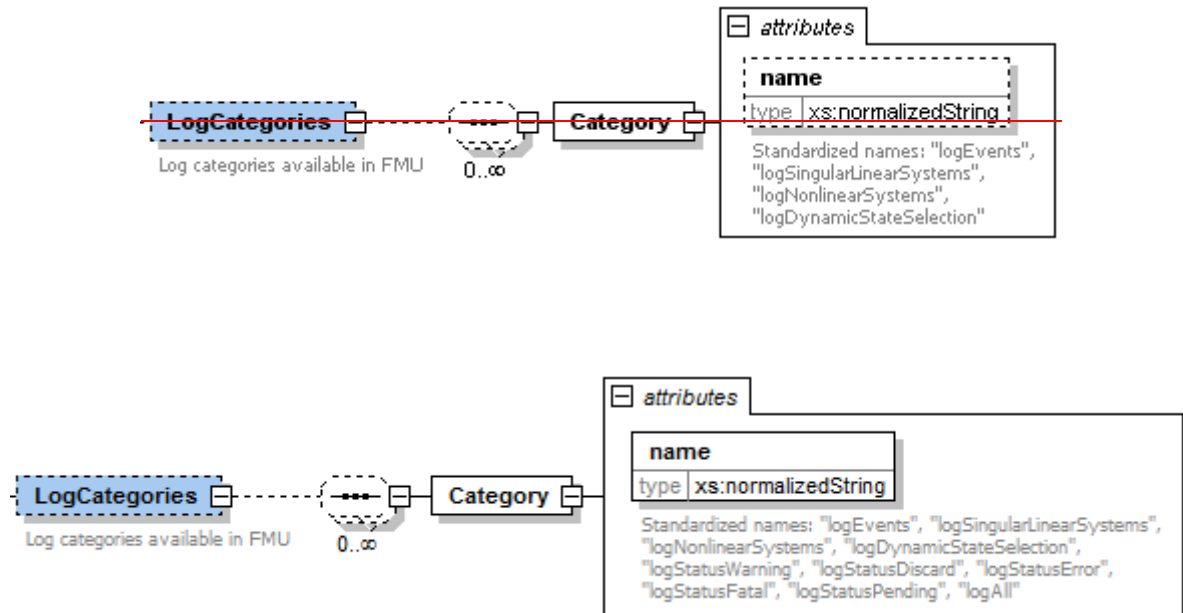 attributes
name
type xs:normalizedString
LogCategories
Category
Log categories available in FMU
0..∞
Standardized names: "logEvents",
"logSingularLinearSystems",
"logNonlinearSystems",
"logDynamicStateSelection"
attributes
name
type xs:normalizedString
LogCategories
Category
Log categories available in FMU
0..∞
Standardized names: "logEvents", "logSingularLinearSystems",
"logNonlinearSystems", "logDynamicStateSelection",
"logStatusWarning", "logStatusDiscard", "logStatusError",
"logStatusFatal", "logStatusPending", "logAll"